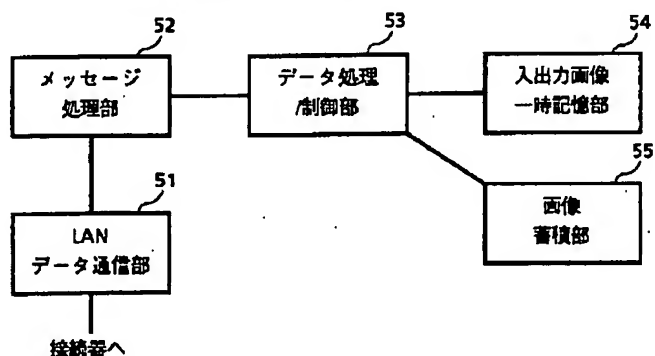 52
メッセージ
処理部
53
データ処理
/制御部
54
入出力画像
一時記憶部
55
画像
蓄積部
51
LAN
データ通信部
接続器へ